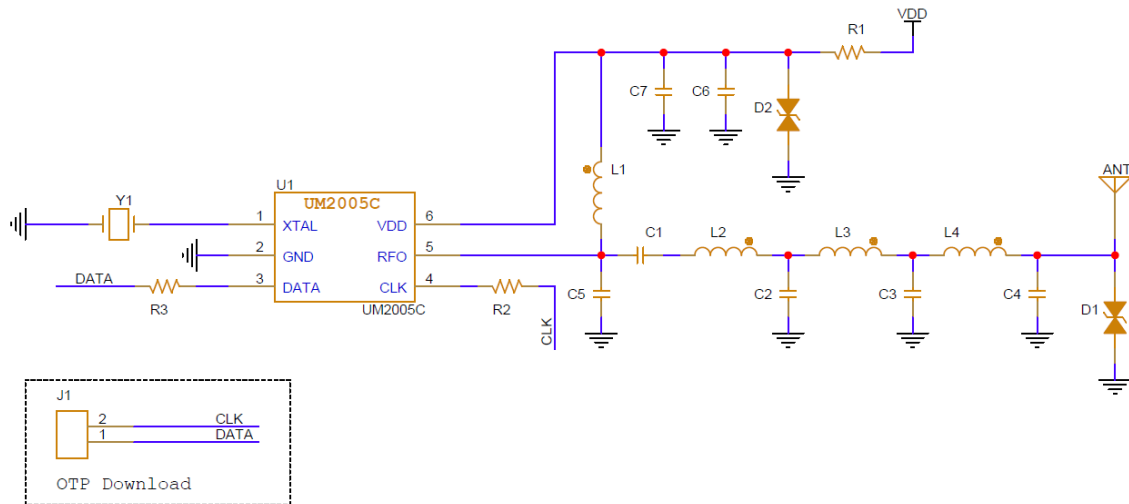 VDD
R1
C7
C6
D2
U1
L1
ANT
UM2005C
Y1
1
XTAL
VDD
6
C1
L2
L3
L4
2
GND
RFO
5
DATA
3
DATA
CLK
4
R3
UM2005C
R2
C5
C2
C3
C4
D1
CLK
J1
2
CLK
1
DATA
OTP Download